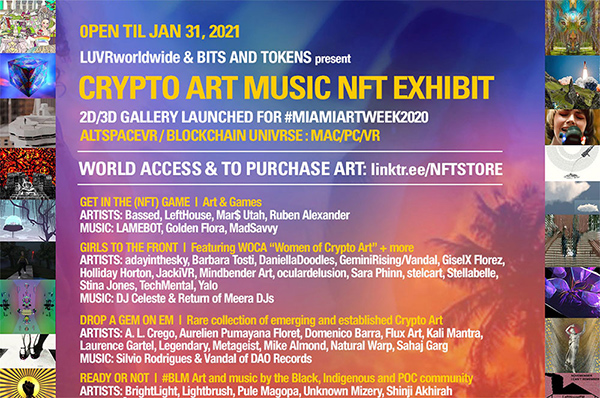 OPEN TIL JAN 31, 2021
LUVRworldwide & BITS AND TOKENS present
CRYPTO ART MUSIC NFT EXHIBIT
2D/3D GALLERY LAUNCHED FOR #MIAMIARTWEEK2020
ALTSPACEVR / BLOCKCHAIN UNIVRSE : MAC/PC/VR
WORLD ACCESS & TO PURCHASE ART: linktr.ee/NFTSTORE
GET IN THE (NFT) GAME | Art & Games
ARTISTS: Bassed, LeftHouse, Mar$ Utah, Ruben Alexander
MUSIC: LAMEBOT, Golden Flora, MadSavvy
GIRLS TO THE FRONT | Featuring WOCA "Women of Crypto Art" + more
ARTISTS: adayinthesky, Barbara Tosti, DaniellaDoodles, GeminiRising/Vandal, GiselX Florez,
Holliday Horton, JackiVR, Mindbender Art, oculardelusion, Sara Phinn, stelcart, Stellabelle,
Stina Jones, TechMental, Yalo
MUSIC: DJ Celeste & Return of Meera DJs
DROP A GEM ON EM | Rare collection of emerging and established Crypto Art
ARTISTS: A. L. Crego, Aurelien Pumayana Floret, Domenico Barra, Flux Art, Kali Mantra,
Laurence Gartel, Legendary, Metageist, Mike Almond, Natural Warp, Sahaj Garg
MUSIC: Silvio Rodrigues & Vandal of DAO Records
READY OR NOT | #BLM Art and music by the Black, Indigenous and POC community
ARTISTS: BrightLight, Lightbrush, Pule Magopa, Unknown Mizery, Shinji Akhirah